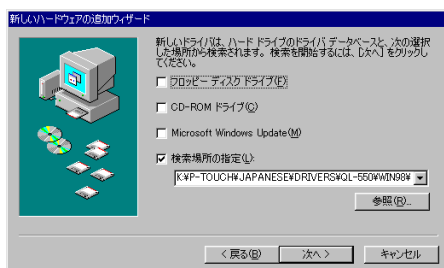 新しいハードウェアの追加ウィザード
新しいドライバは、ハード ドライブのドライバ データベースと、次の選択
した場所から検索されます。検索を開始するには、[次へ] をクリックし
てください。
フロッピー ディスク ドライブ(F)
CD-ROM ドライブ(C)
Microsoft Windows Update(M)
検索場所の指定(L):
K:¥P-TOUCH¥JAPANESE¥DRIVERS¥QL-550¥WIN98¥
参照(R)...
< 戻る(B)
次へ >
キャンセル